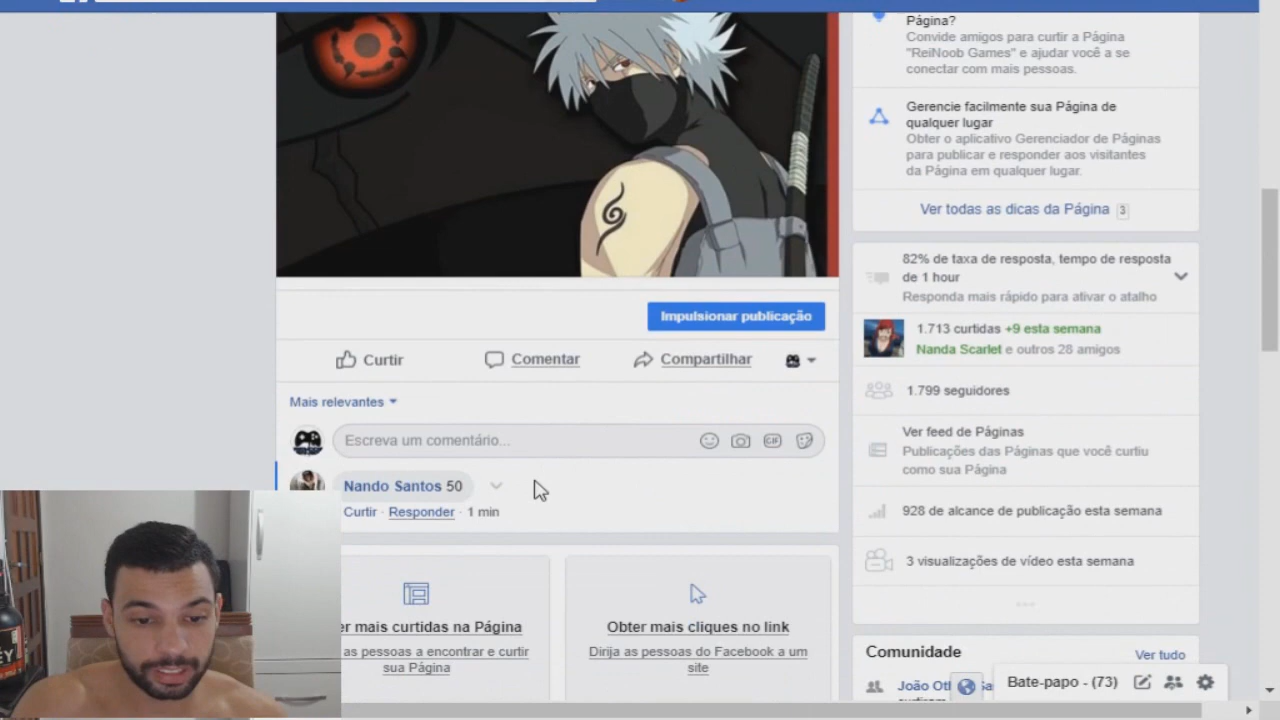 Página?
Convide amigos para curtir a Página
"ReiNoob Games" e ajudar você a se
conectar com mais pessoas.
Gerencie facilmente sua Página de
qualquer lugar
Obter o aplicativo Gerenciador de Páginas
para publicar e responder aos visitantes
da Página em qualquer lugar.
Ver todas as dicas da Página 3
82% de taxa de resposta, tempo de resposta
de 1 hour
Responda mais rápido para ativar o atalho
1.713 curtidas +9 esta semana
Nanda Scarlet e outros 28 amigos
1.799 seguidores
Ver feed de Páginas
Publicações das Páginas que você curtiu
como sua Página
928 de alcance de publicação esta semana
3 visualizações de vídeo esta semana
Comunidade
Ver tudo
João Otl
Bate-papo - (73)
Impulsionar publicação
Curtir
Comentar
Compartilhar
Mais relevantes
Escreva um comentário...
GIF
Nando Santos 50
Curtir · Responder · 1 min
er mais curtidas na Página
as pessoas a encontrar e curtir
sua Página
Obter mais cliques no link
Dirija as pessoas do Facebook a um
site